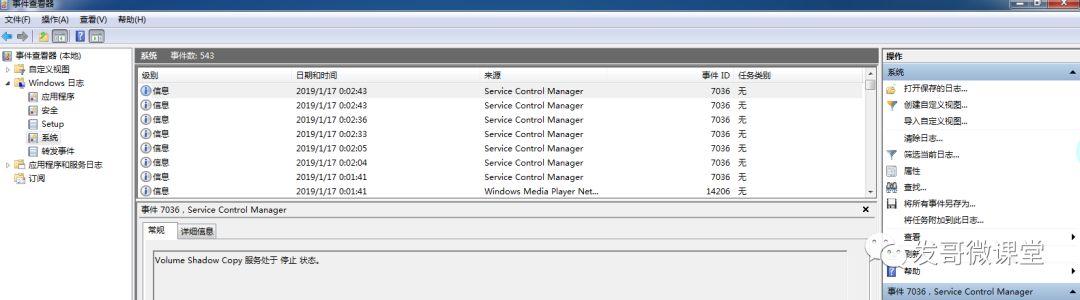 事件查看器
文件(F) 操作(A) 查看(V) 帮助(H)
事件查看器 (本地)
自定义视图
Windows 日志
应用程序
安全
Setup
系统
转发事件
应用程序和服务日志
订阅
系统 事件数: 543
级别 日期和时间 来源 事件 ID 任务类别
信息 2019/1/17 0:02:43 Service Control Manager 7036 无
信息 2019/1/17 0:02:43 Service Control Manager 7036 无
信息 2019/1/17 0:02:36 Service Control Manager 7036 无
信息 2019/1/17 0:02:33 Service Control Manager 7036 无
信息 2019/1/17 0:02:05 Service Control Manager 7036 无
信息 2019/1/17 0:02:04 Service Control Manager 7036 无
信息 2019/1/17 0:01:41 Service Control Manager 7036 无
信息 2019/1/17 0:01:41 Windows Media Player Net... 14206 无
事件 7036，Service Control Manager
常规 详细信息
Volume Shadow Copy 服务处于 停止 状态。
操作
系统
打开保存的日志...
创建自定义视图...
导入自定义视图...
清除日志...
筛选当前日志...
属性
查找...
将所有事件另存为...
将任务附加到此日志...
查看
刷新
帮助
事件 7036，Service Control Manager
发哥微课堂